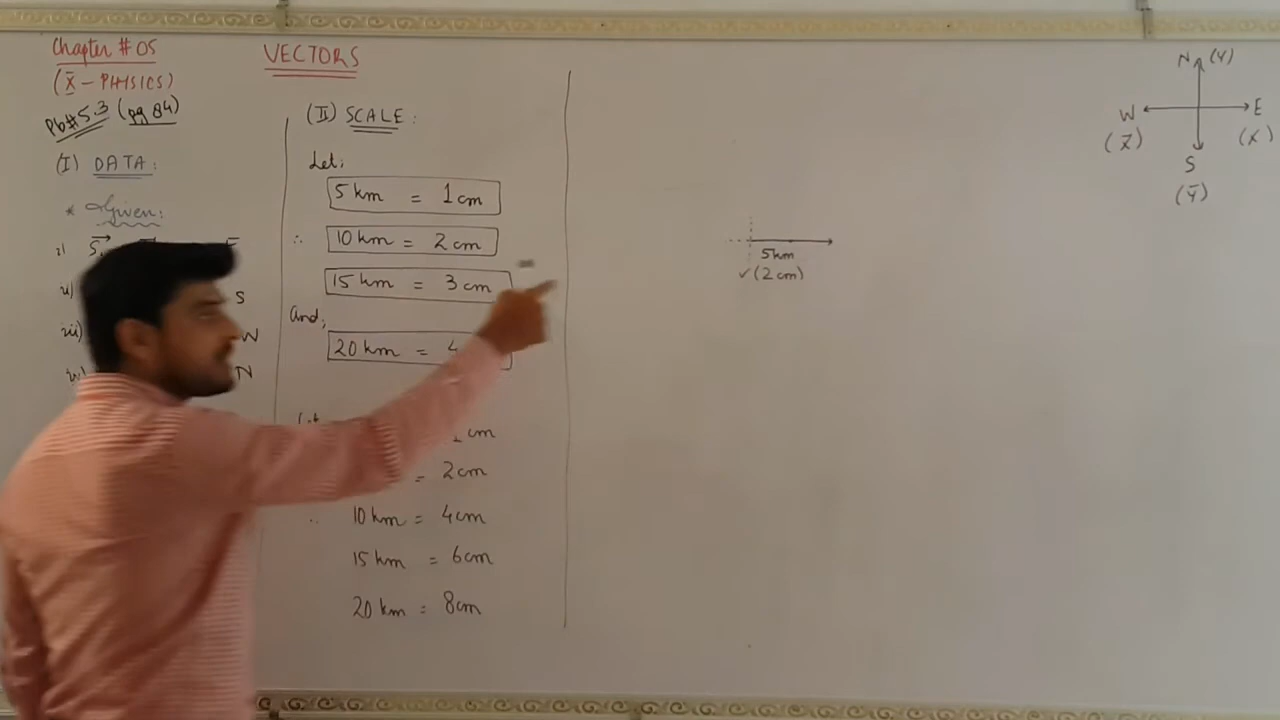 Chapter # 05
(X̄ - PHYSICS)
Pb# 5.3 (pg 84)
(I) DATA:
* Given:
i) S E
ii) S
iii) W
iv) N
VECTORS
(II) SCALE:
Let;
5 km = 1 cm
∴ 10 km = 2 cm
15 km = 3 cm
And;
20 km = 4
cm
= 2cm
10 km = 4cm
15 km = 6cm
20 km = 8cm
5km
✓(2cm)
N (Y)
W E
(X̄) (X)
S
(Ȳ)